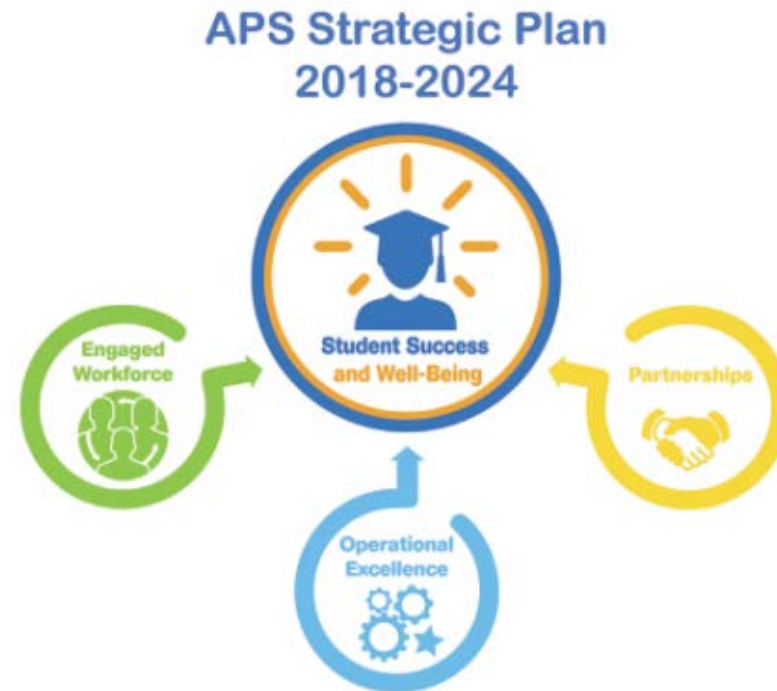 APS Strategic Plan
2018-2024
Student Success
and Well-Being
Engaged
Workforce
Partnerships
Operational
Excellence